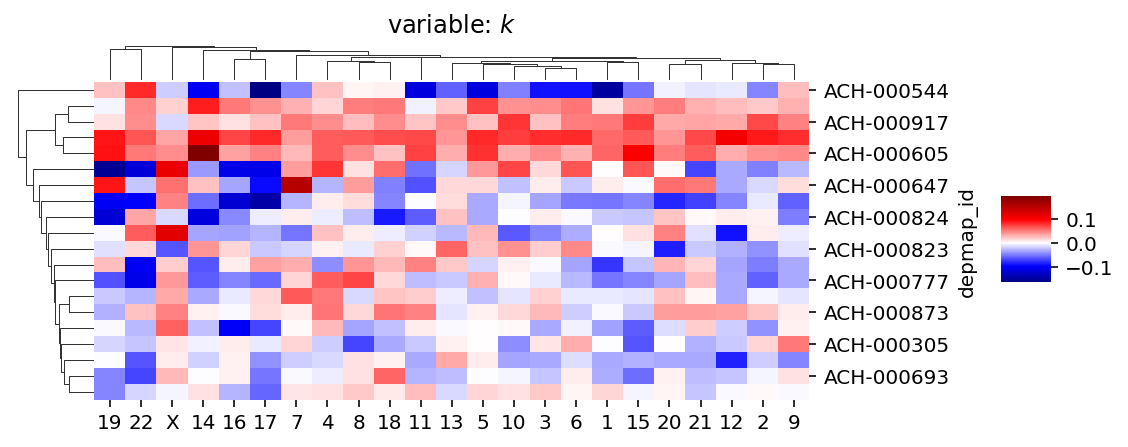 variable: k
ACH-000544
ACH-000917
ACH-000605
ACH-000647
ACH-000824
ACH-000823
ACH-000777
ACH-000873
ACH-000305
ACH-000693
depmap_id
0.1
0.0
−0.1
19 22 X 14 16 17 7 4 8 18 11 13 5 10 3 6 1 15 20 21 12 2 9